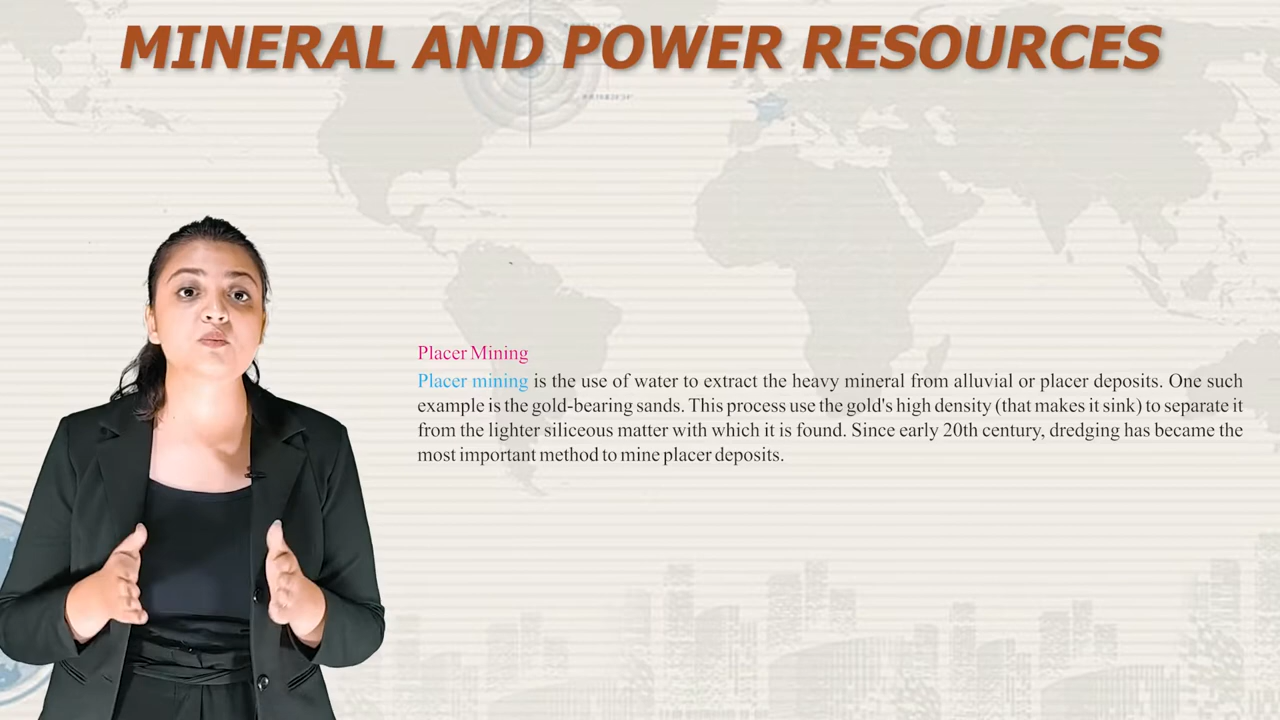 MINERAL AND POWER RESOURCES
Placer Mining
Placer mining is the use of water to extract the heavy mineral from alluvial or placer deposits. One such
example is the gold-bearing sands. This process use the gold's high density (that makes it sink) to separate it
from the lighter siliceous matter with which it is found. Since early 20th century, dredging has became the
most important method to mine placer deposits.